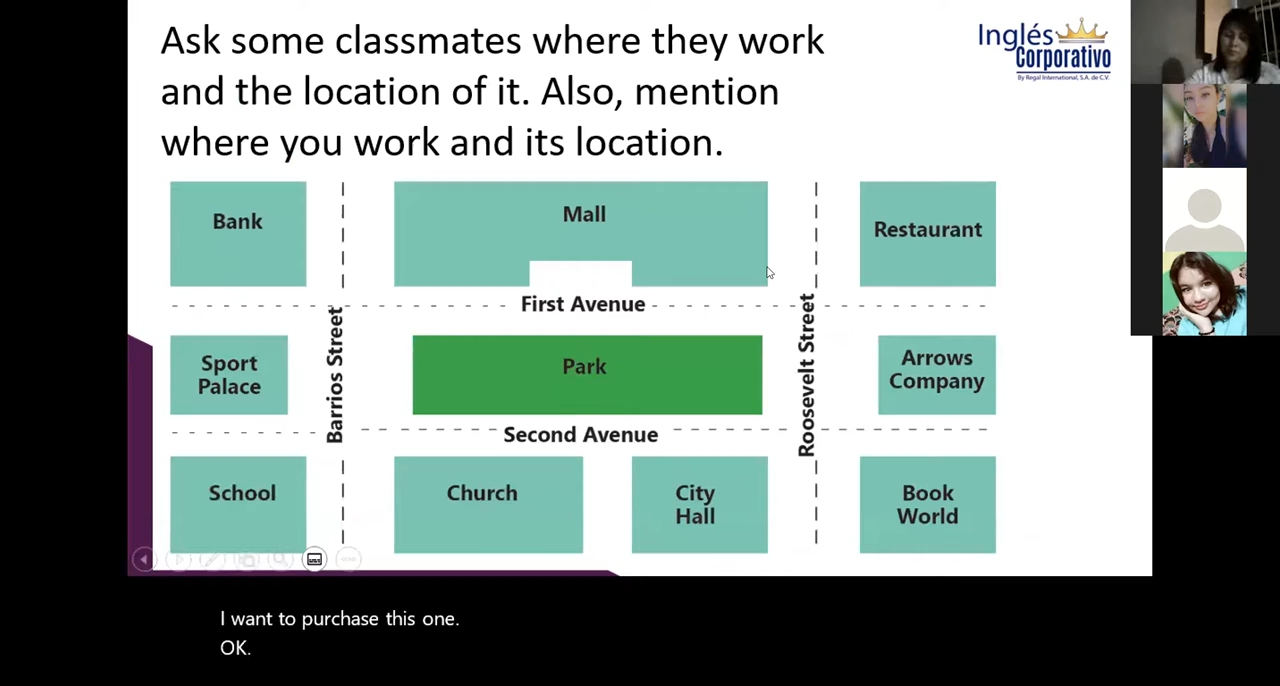 Ask some classmates where they work
and the location of it. Also, mention
where you work and its location.
Inglés
Corporativo
By Regal International, S.A. de C.V.
Bank
Mall
Restaurant
First Avenue
Barrios Street
Roosevelt Street
Sport
Palace
Park
Arrows
Company
Second Avenue
School
Church
City
Hall
Book
World
I want to purchase this one.
OK.